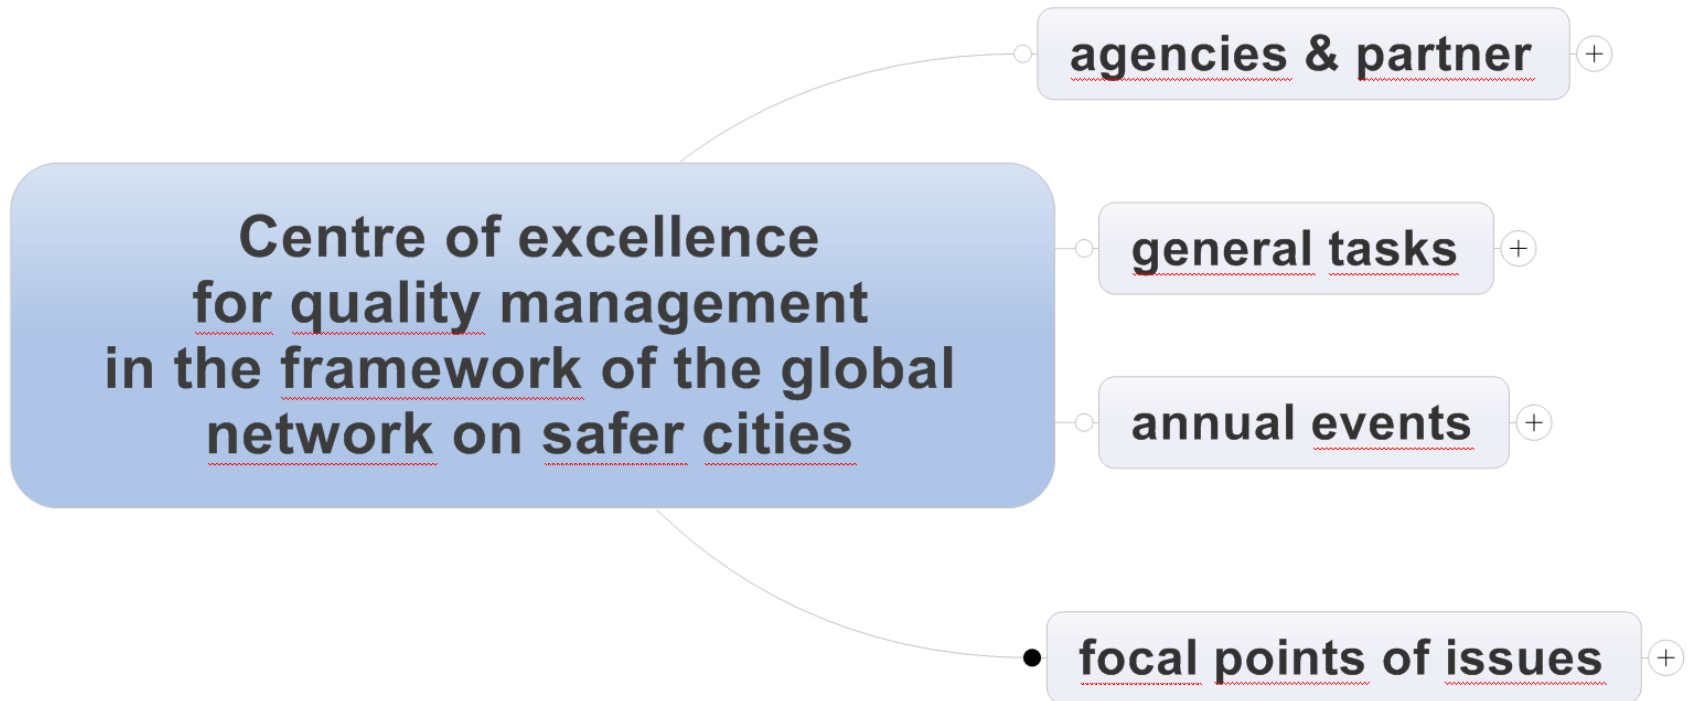 agencies & partner
Centre of excellence
for quality management
in the framework of the global
network on safer cities
general tasks
annual events
focal points of issues